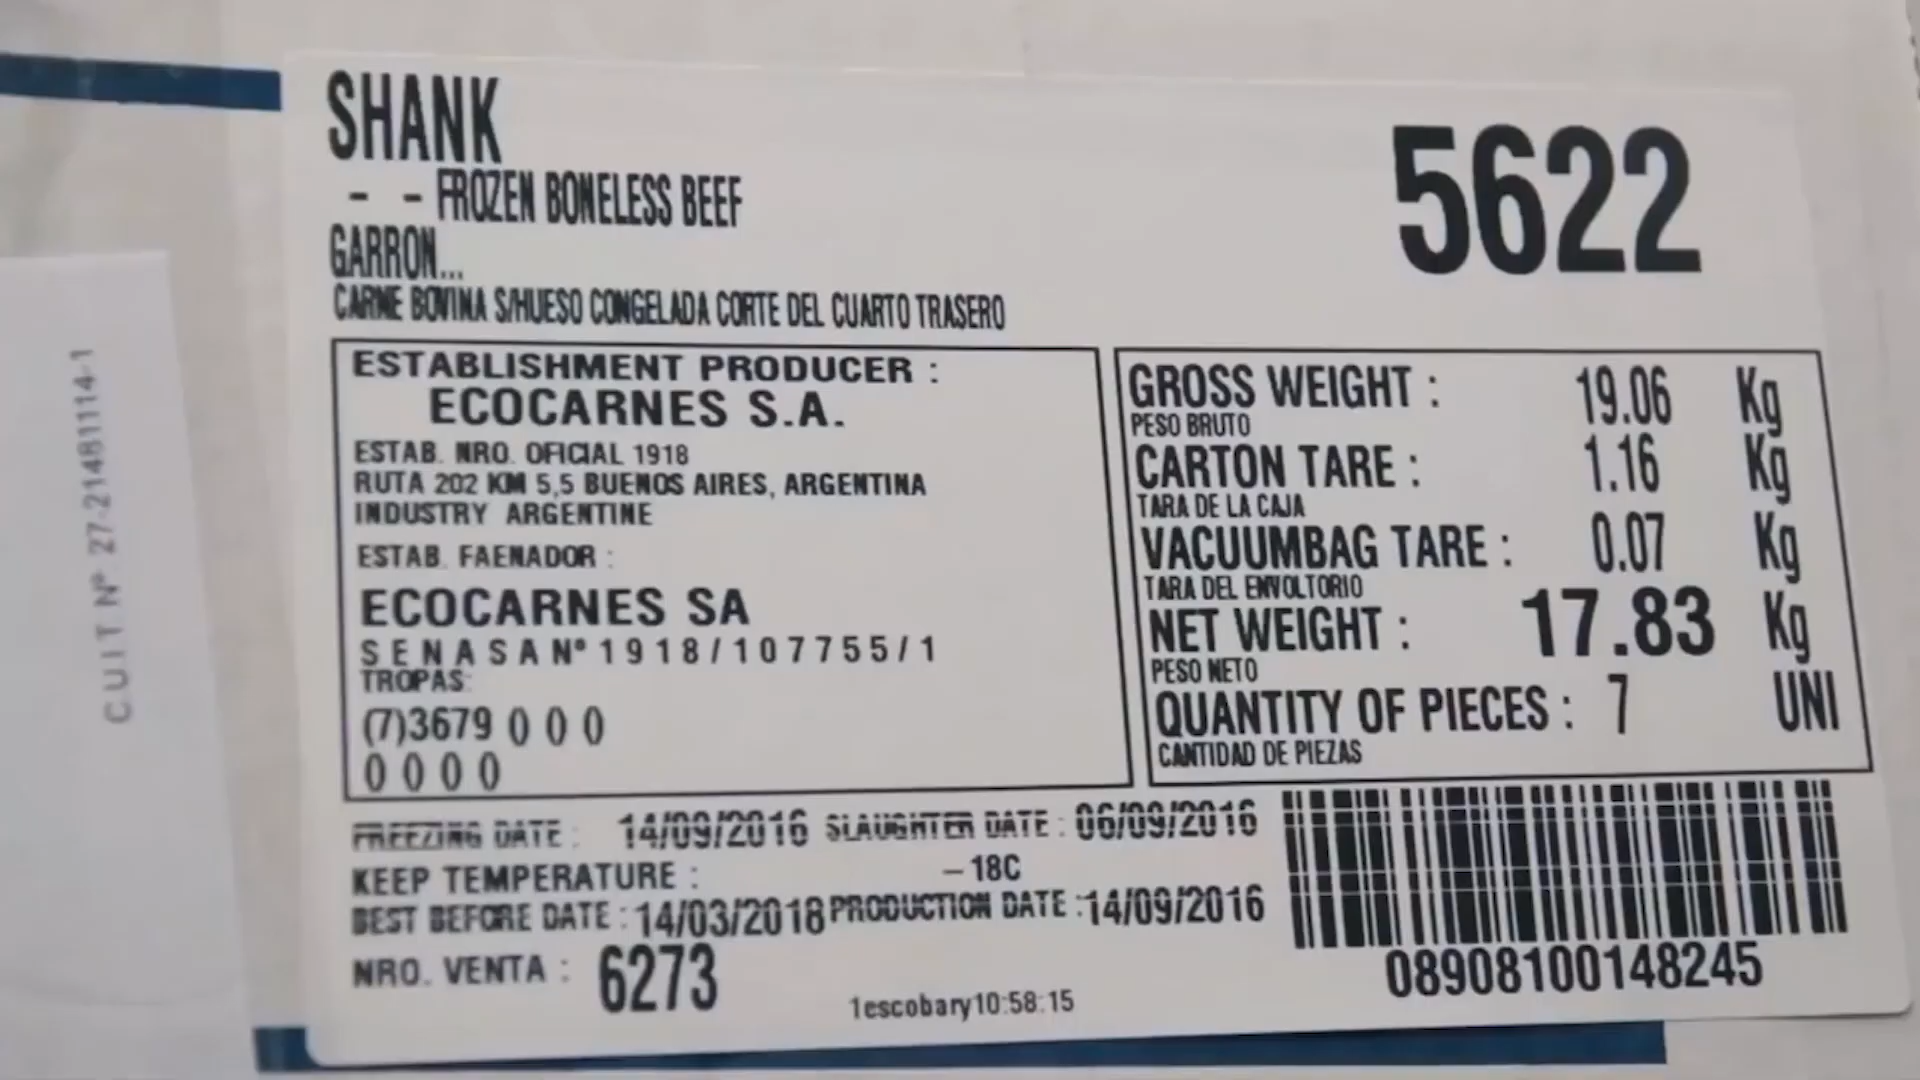 SHANK
5622
- - FROZEN BONELESS BEEF
GARRON...
CARNE BOVINA S/HUESO CONGELADA CORTE DEL CUARTO TRASERO
ESTABLISHMENT PRODUCER :
ECOCARNES S.A.
ESTAB. NRO. OFICIAL 1918
RUTA 202 KM 5,5 BUENOS AIRES, ARGENTINA
INDUSTRY ARGENTINE
ESTAB. FAENADOR :
ECOCARNES SA
SENASA Nº 1918/107755/1
TROPAS:
(7)3679 0 0 0
0 0 0 0
GROSS WEIGHT : 19.06 Kg
PESO BRUTO
CARTON TARE : 1.16 Kg
TARA DE LA CAJA
VACUUMBAG TARE : 0.07 Kg
TARA DEL ENVOLTORIO
NET WEIGHT : 17.83 Kg
PESO NETO
QUANTITY OF PIECES : 7 UNI
CANTIDAD DE PIEZAS
FREEZING DATE : 14/09/2016 SLAUGHTER DATE : 06/09/2016
KEEP TEMPERATURE : -18C
BEST BEFORE DATE : 14/03/2018 PRODUCTION DATE : 14/09/2016
NRO. VENTA : 6273
1escobary10:58:15
08908100148245
CUIT Nº 27-21481114-1